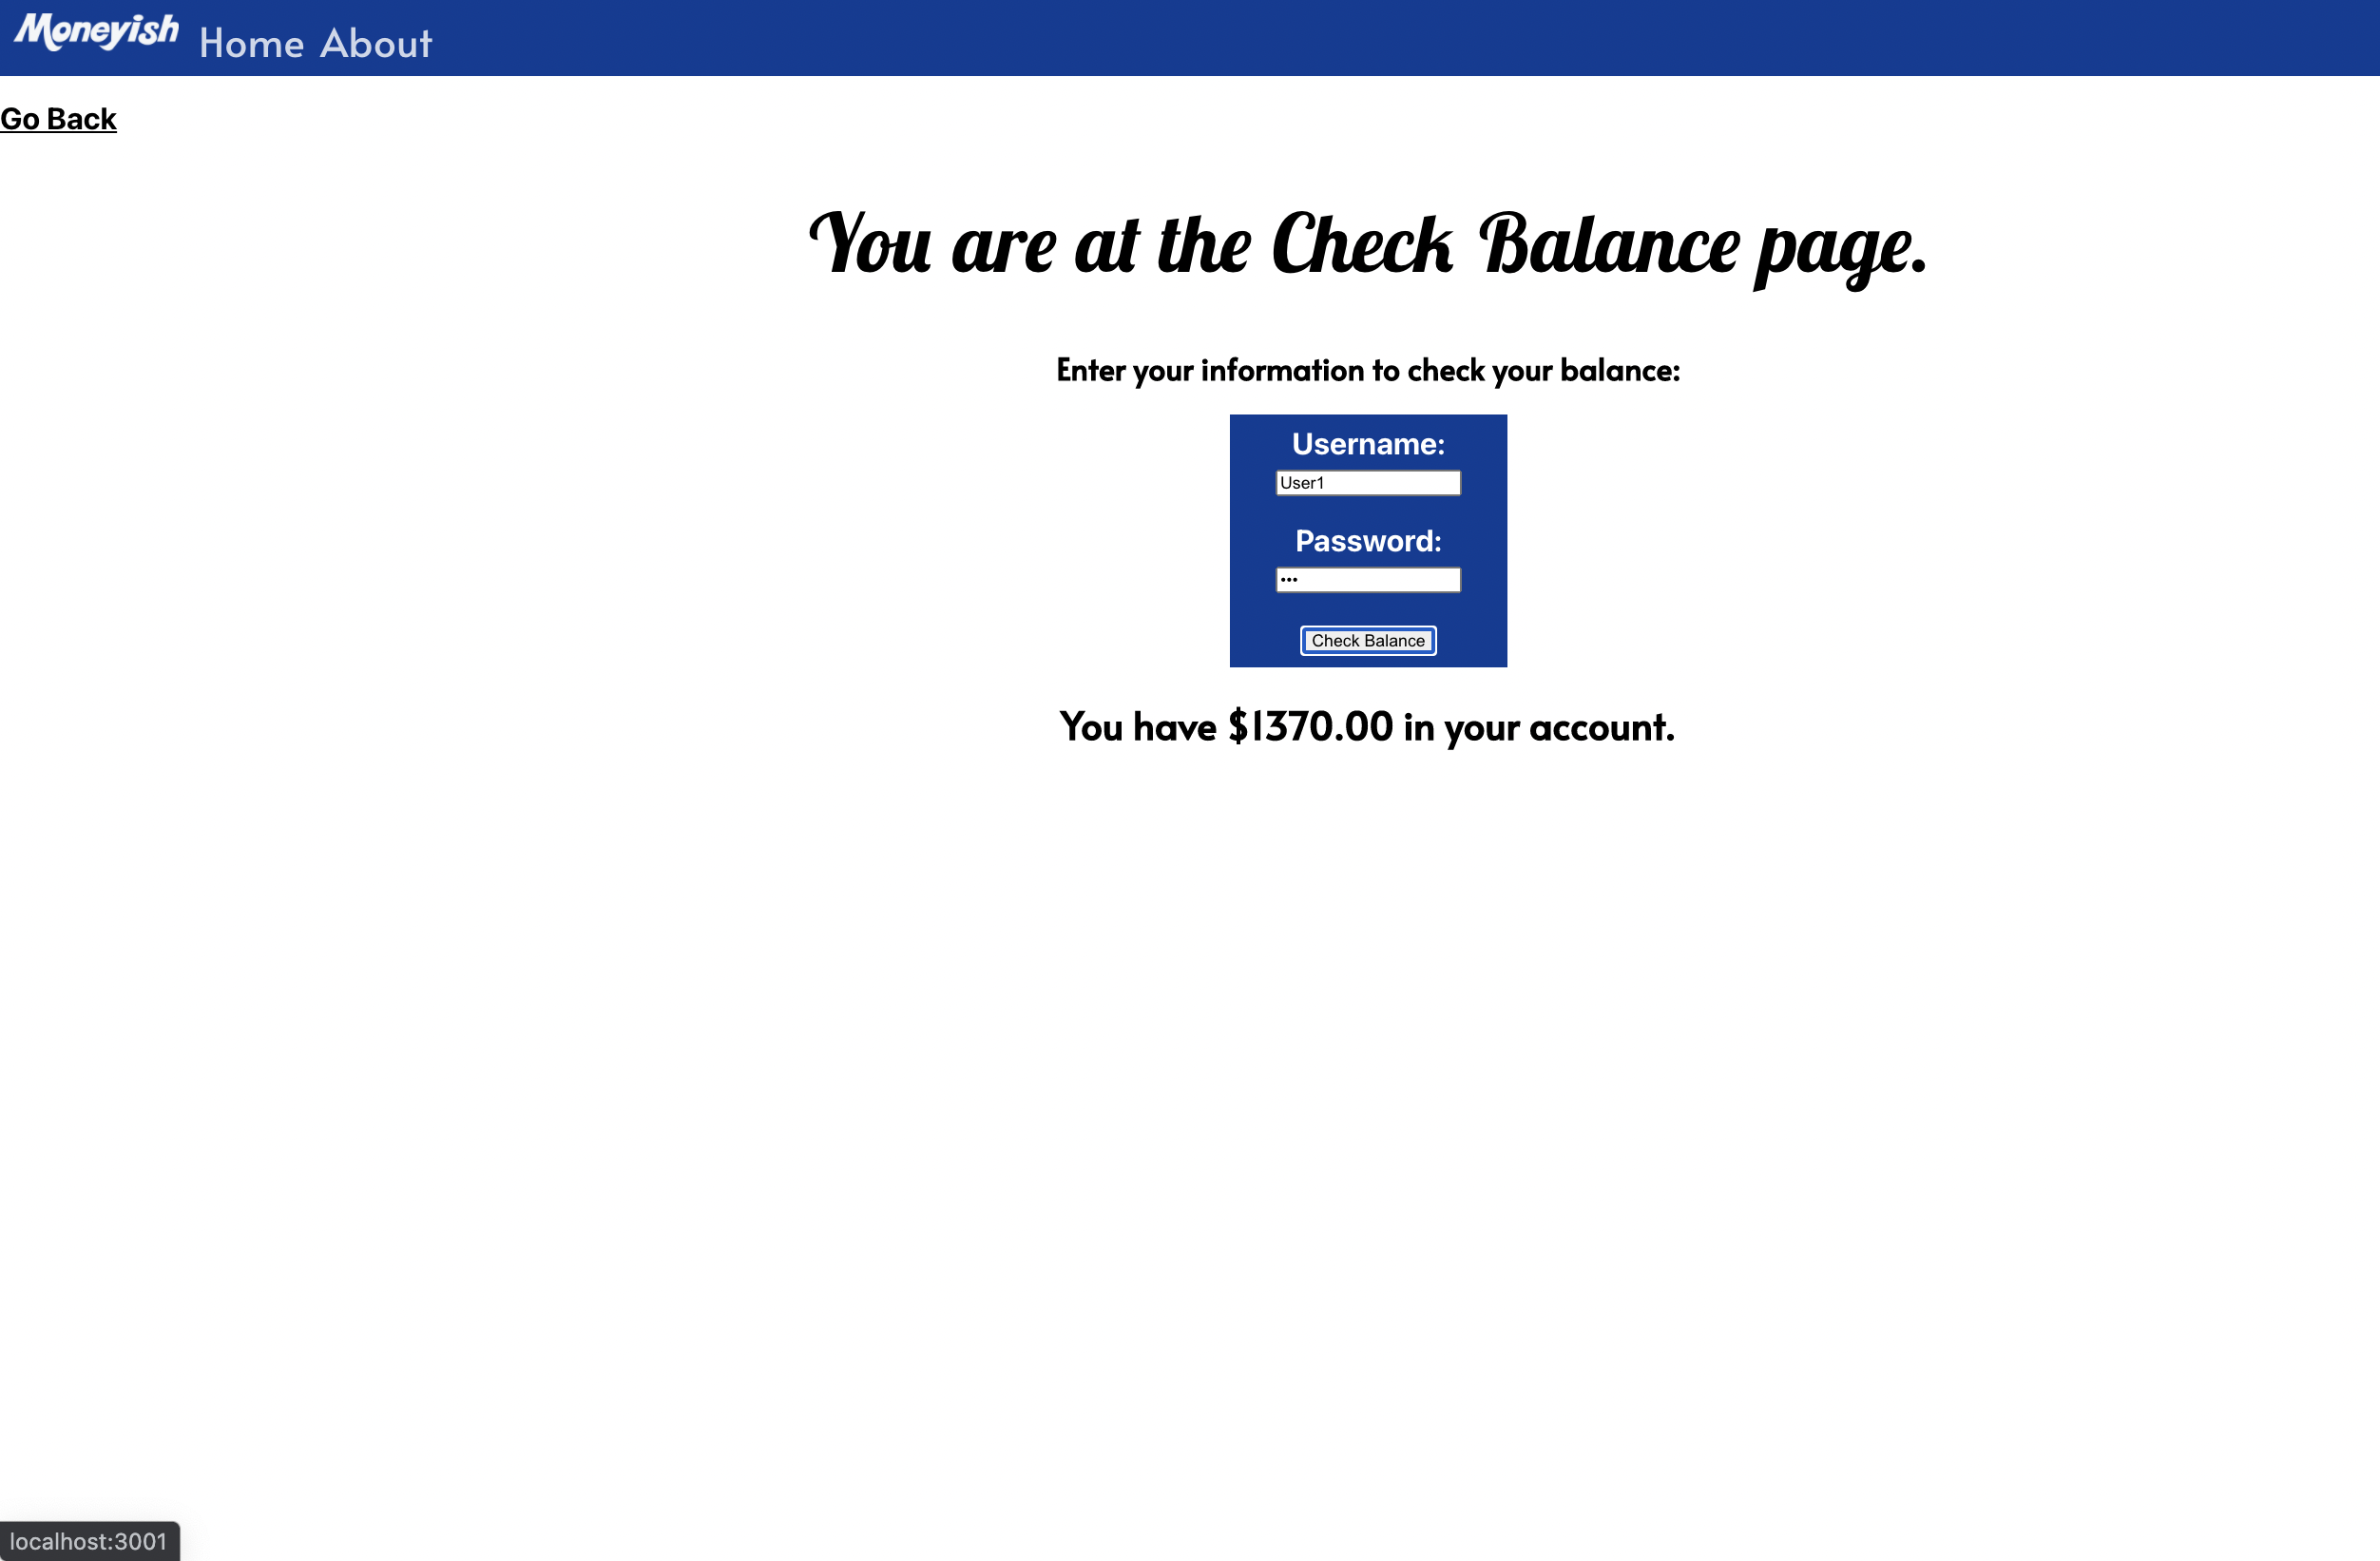 Moneyish Home About
Go Back
You are at the Check Balance page.
Enter your information to check your balance:
Username:
User1
Password:
•••
Check Balance
You have $1370.00 in your account.
localhost:3001